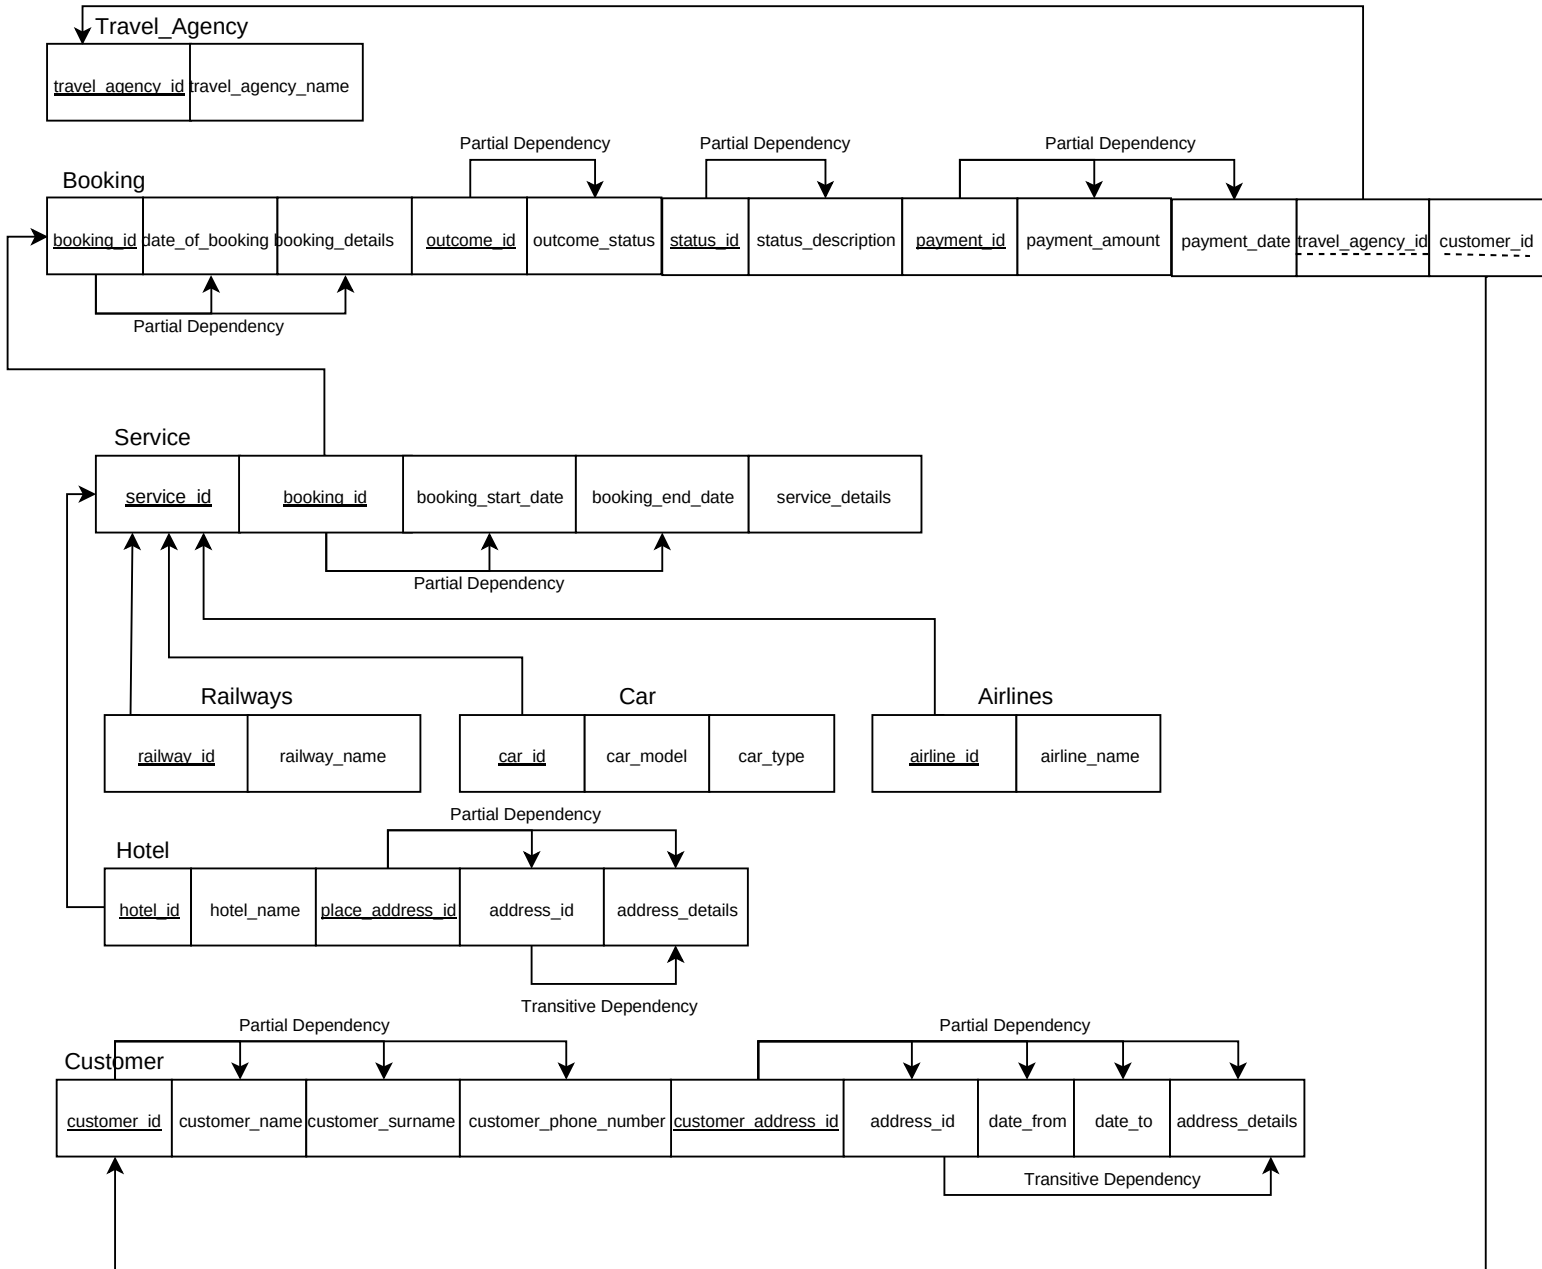 Travel_Agency
travel_agency_id travel_agency_name
Partial Dependency Partial Dependency Partial Dependency
Booking
booking_id date_of_booking booking_details outcome_id outcome_status status_id status_description payment_id payment_amount payment_date travel_agency_id customer_id
Partial Dependency
Service
service_id booking_id booking_start_date booking_end_date service_details
Partial Dependency
Railways Car Airlines
railway_id railway_name car_id car_model car_type airline_id airline_name
Partial Dependency
Hotel
hotel_id hotel_name place_address_id address_id address_details
Transitive Dependency
Partial Dependency Partial Dependency
Customer
customer_id customer_name customer_surname customer_phone_number customer_address_id address_id date_from date_to address_details
Transitive Dependency